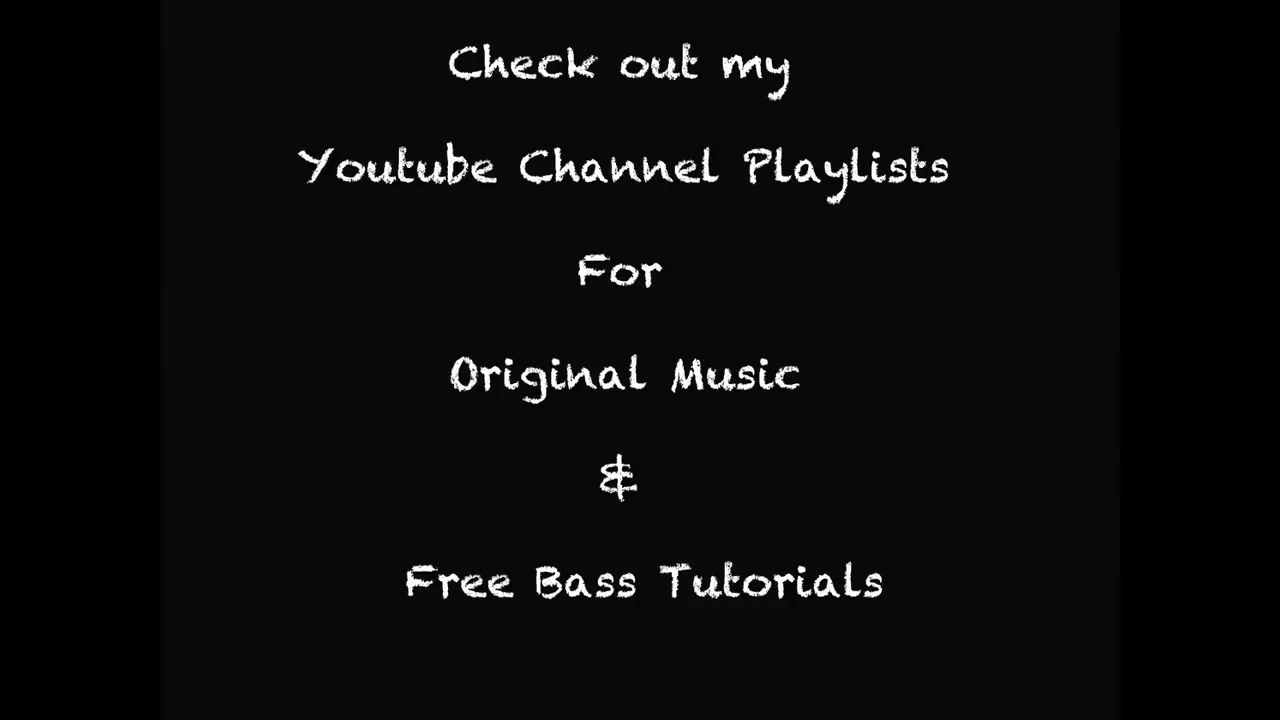 Check out my
Youtube Channel Playlists
For
Original Music
&
Free Bass Tutorials